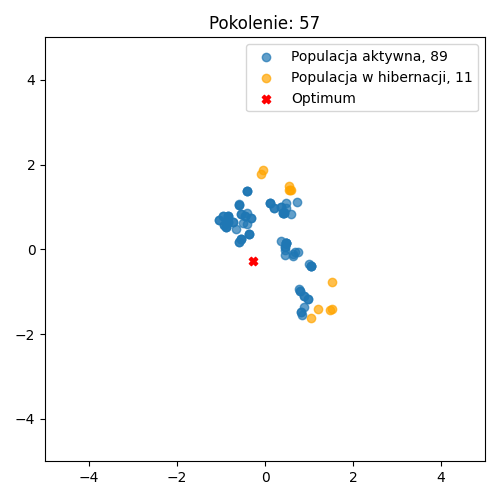 Pokolenie: 57
Populacja aktywna, 89
Populacja w hibernacji, 11
Optimum
4
2
0
−2
−4
−4
−2
0
2
4